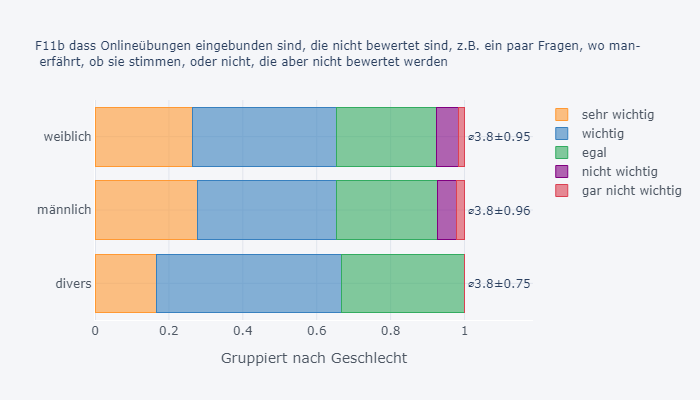 F11b dass Onlineübungen eingebunden sind, die nicht bewertet sind, z.B. ein paar Fragen, wo man-
erfährt, ob sie stimmen, oder nicht, die aber nicht bewertet werden
weiblich
⌀3.8±0.95
männlich
⌀3.8±0.96
divers
⌀3.8±0.75
0 0.2 0.4 0.6 0.8 1
Gruppiert nach Geschlecht
sehr wichtig
wichtig
egal
nicht wichtig
gar nicht wichtig